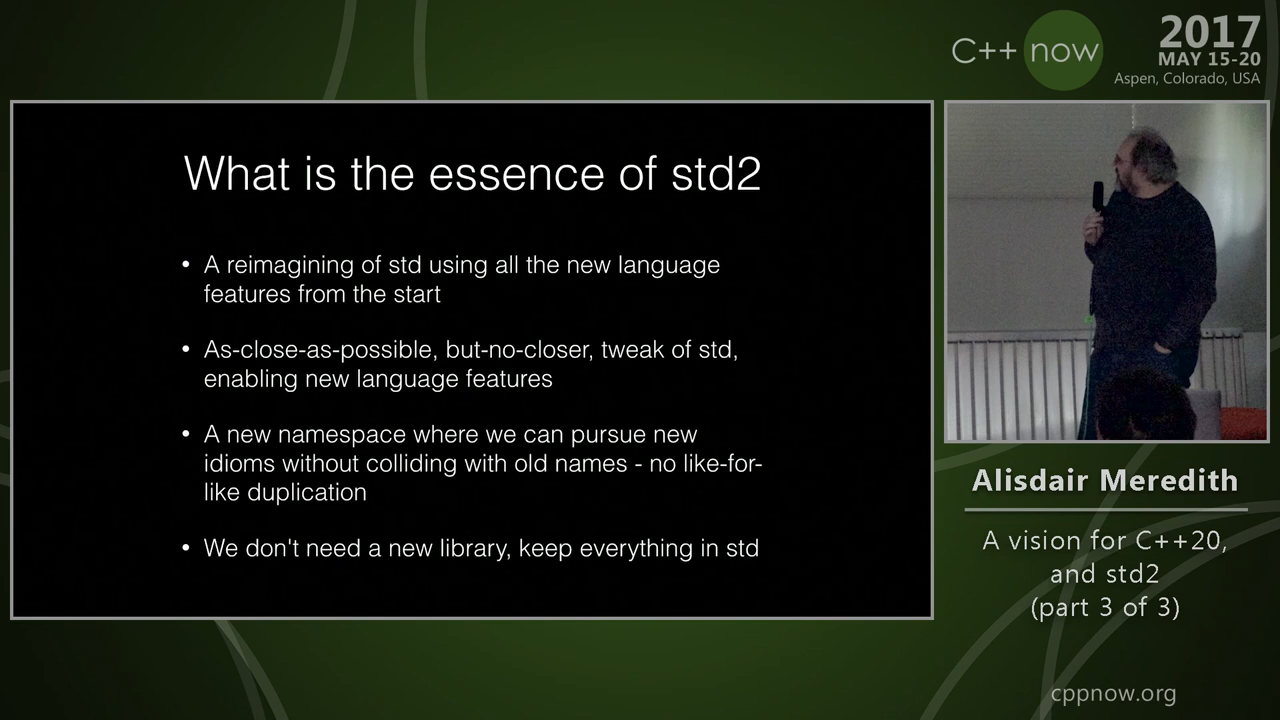 C++ now
2017
MAY 15-20
Aspen, Colorado, USA
What is the essence of std2
• A reimagining of std using all the new language
features from the start
• As-close-as-possible, but-no-closer, tweak of std,
enabling new language features
• A new namespace where we can pursue new
idioms without colliding with old names - no like-for-
like duplication
• We don't need a new library, keep everything in std
Alisdair Meredith
A vision for C++20,
and std2
(part 3 of 3)
cppnow.org